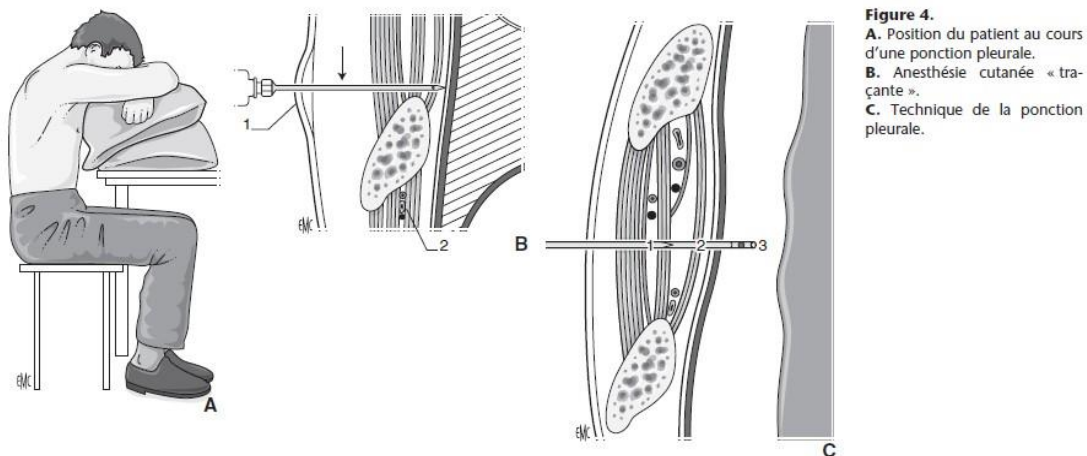 Figure 4.
A. Position du patient au cours
d'une ponction pleurale.
B. Anesthésie cutanée « tra-
çante ».
C. Technique de la ponction
pleurale.
1
2
EMC
B
1 2 3
EMC
C
EMC
A